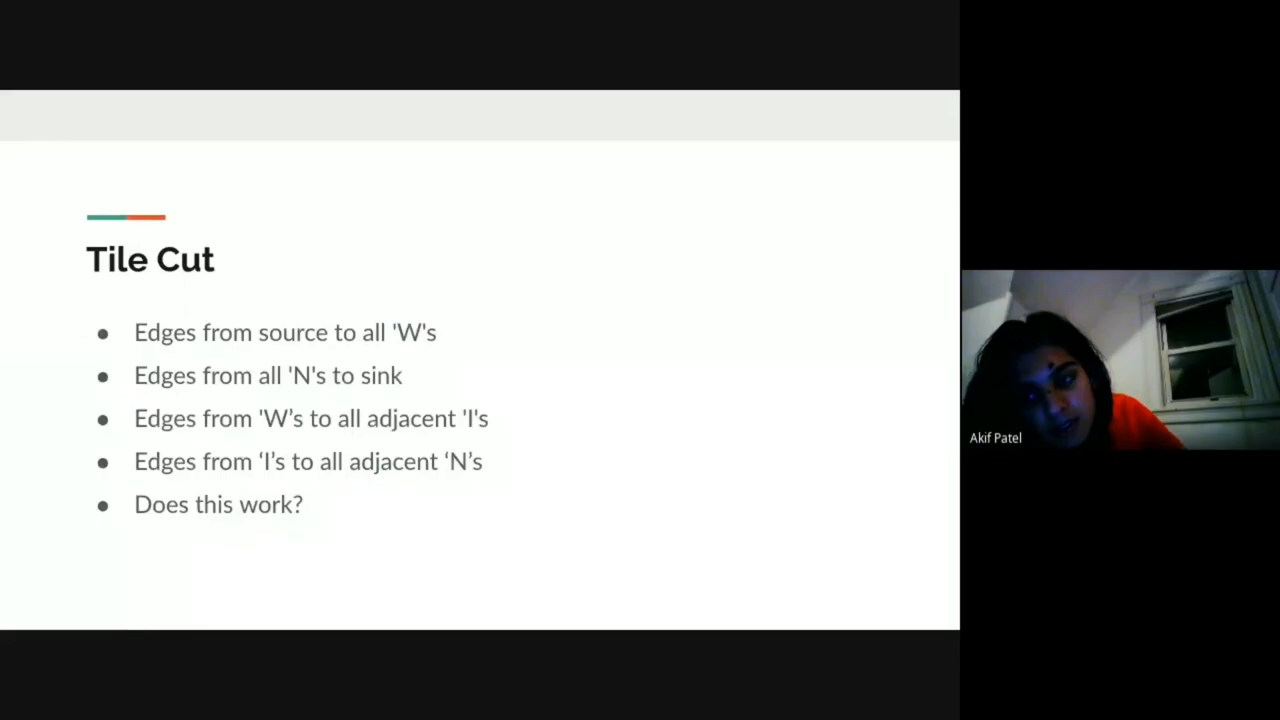 Tile Cut
● Edges from source to all 'W's
● Edges from all 'N's to sink
● Edges from 'W’s to all adjacent 'I's
● Edges from ‘I’s to all adjacent ‘N’s
● Does this work?
Akif Patel